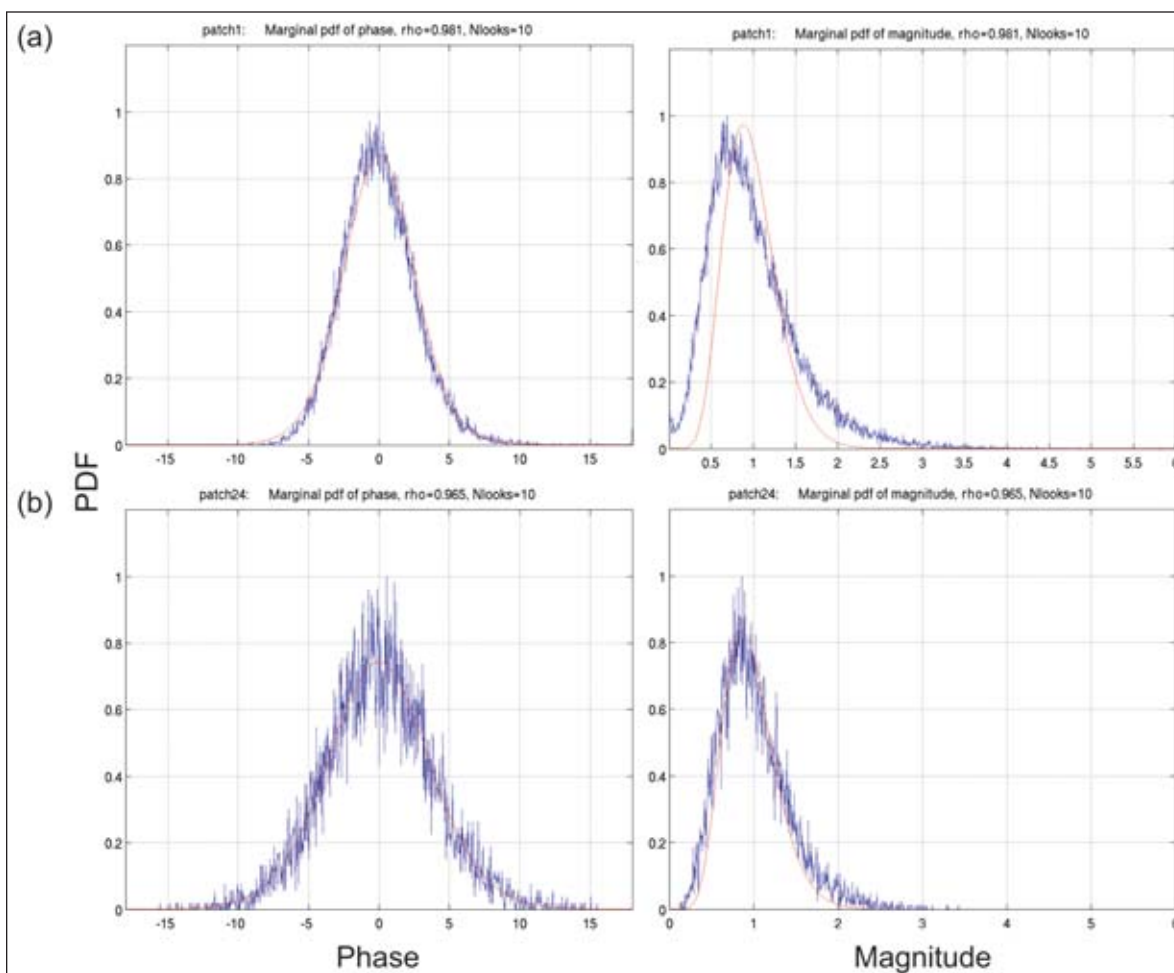 (a)
patch1: Marginal pdf of phase, rho=0.981, Nlooks=10
1
0.8
0.6
0.4
0.2
0
-15 -10 -5 0 5 10 15
patch1: Marginal pdf of magnitude, rho=0.981, Nlooks=10
1
0.8
0.6
0.4
0.2
0
0.5 1 1.5 2 2.5 3 3.5 4 4.5 5 5.5 6
PDF
(b)
patch24: Marginal pdf of phase, rho=0.965, Nlooks=10
1
0.8
0.6
0.4
0.2
0
-15 -10 -5 0 5 10 15
Phase
patch24: Marginal pdf of magnitude, rho=0.965, Nlooks=10
1
0.8
0.6
0.4
0.2
0
0 1 2 3 4 5 6
Magnitude